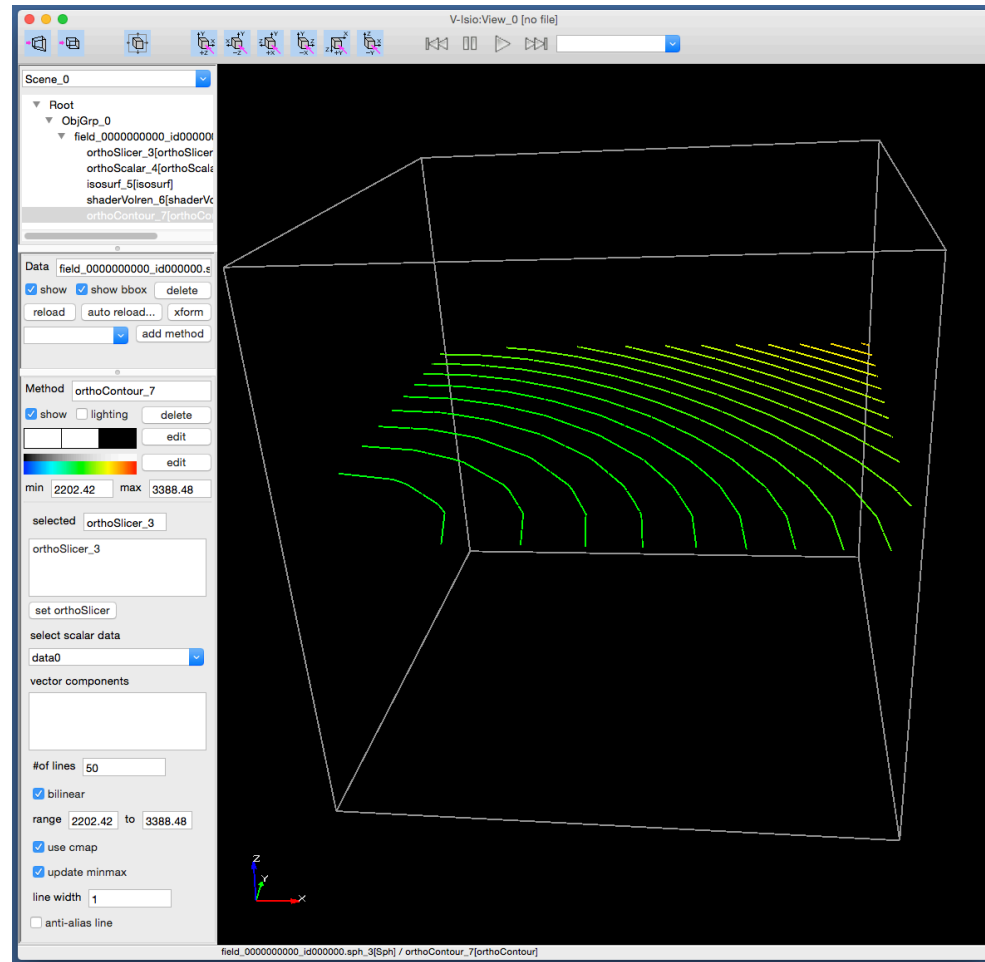 V-Isio:View_0 [no file]
Scene_0
Root
ObjGrp_0
field_0000000000_id00000
orthoSlicer_3[orthoSlicer
orthoScalar_4[orthoScala
isosurf_5[isosurf]
shaderVolren_6[shaderVo
orthoContour_7[orthoCo
Data field_0000000000_id000000.s
show show bbox delete
reload auto reload... xform
add method
Method orthoContour_7
show lighting delete
edit
edit
min 2202.42 max 3388.48
selected orthoSlicer_3
orthoSlicer_3
set orthoSlicer
select scalar data
data0
vector components
#of lines 50
bilinear
range 2202.42 to 3388.48
use cmap
update minmax
line width 1
anti-alias line
Z
Y
X
field_0000000000_id000000.sph_3[Sph] / orthoContour_7[orthoContour]